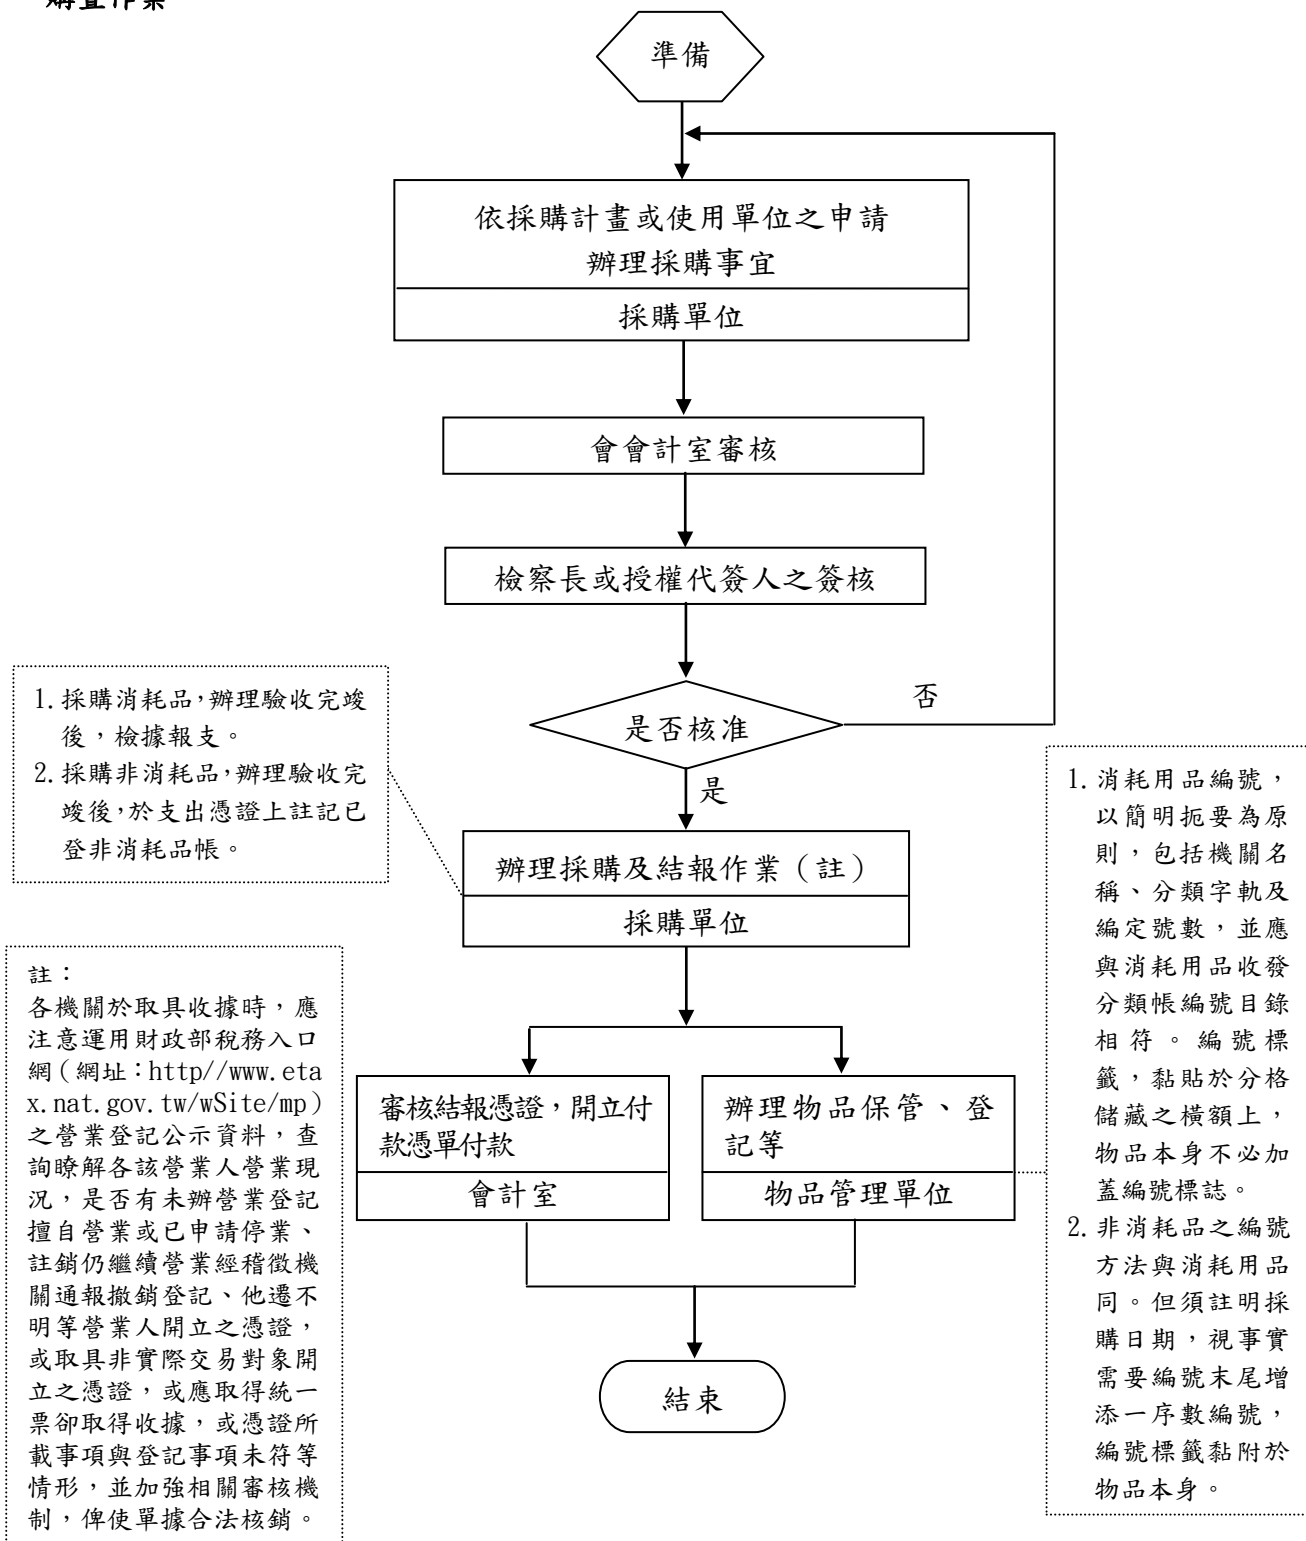 購置作業
準備
依採購計畫或使用單位之申請
辦理採購事宜
採購單位
會會計室審核
檢察長或授權代簽人之簽核
是否核准
否
是
1.採購消耗品,辦理驗收完竣
後，檢據報支。
2.採購非消耗品,辦理驗收完
竣後,於支出憑證上註記已
登非消耗品帳。
辦理採購及結報作業（註）
採購單位
註：
各機關於取具收據時，應
注意運用財政部稅務入口
網（網址：http//www.eta
x.nat.gov.tw/wSite/mp）
之營業登記公示資料，查
詢瞭解各該營業人營業現
況，是否有未辦營業登記
擅自營業或已申請停業、
註銷仍繼續營業經稽徵機
關通報撤銷登記、他遷不
明等營業人開立之憑證，
或取具非實際交易對象開
立之憑證，或應取得統一
票卻取得收據，或憑證所
載事項與登記事項未符等
情形，並加強相關審核機
制，俾使單據合法核銷。
審核結報憑證，開立付
款憑單付款
會計室
辦理物品保管、登
記等
物品管理單位
1.消耗用品編號，
以簡明扼要為原
則，包括機關名
稱、分類字軌及
編定號數，並應
與消耗用品收發
分類帳編號目錄
相符。編號標
籤，黏貼於分格
儲藏之橫額上，
物品本身不必加
蓋編號標誌。
2.非消耗品之編號
方法與消耗用品
同。但須註明採
購日期，視事實
需要編號末尾增
添一序數編號，
編號標籤黏附於
物品本身。
結束